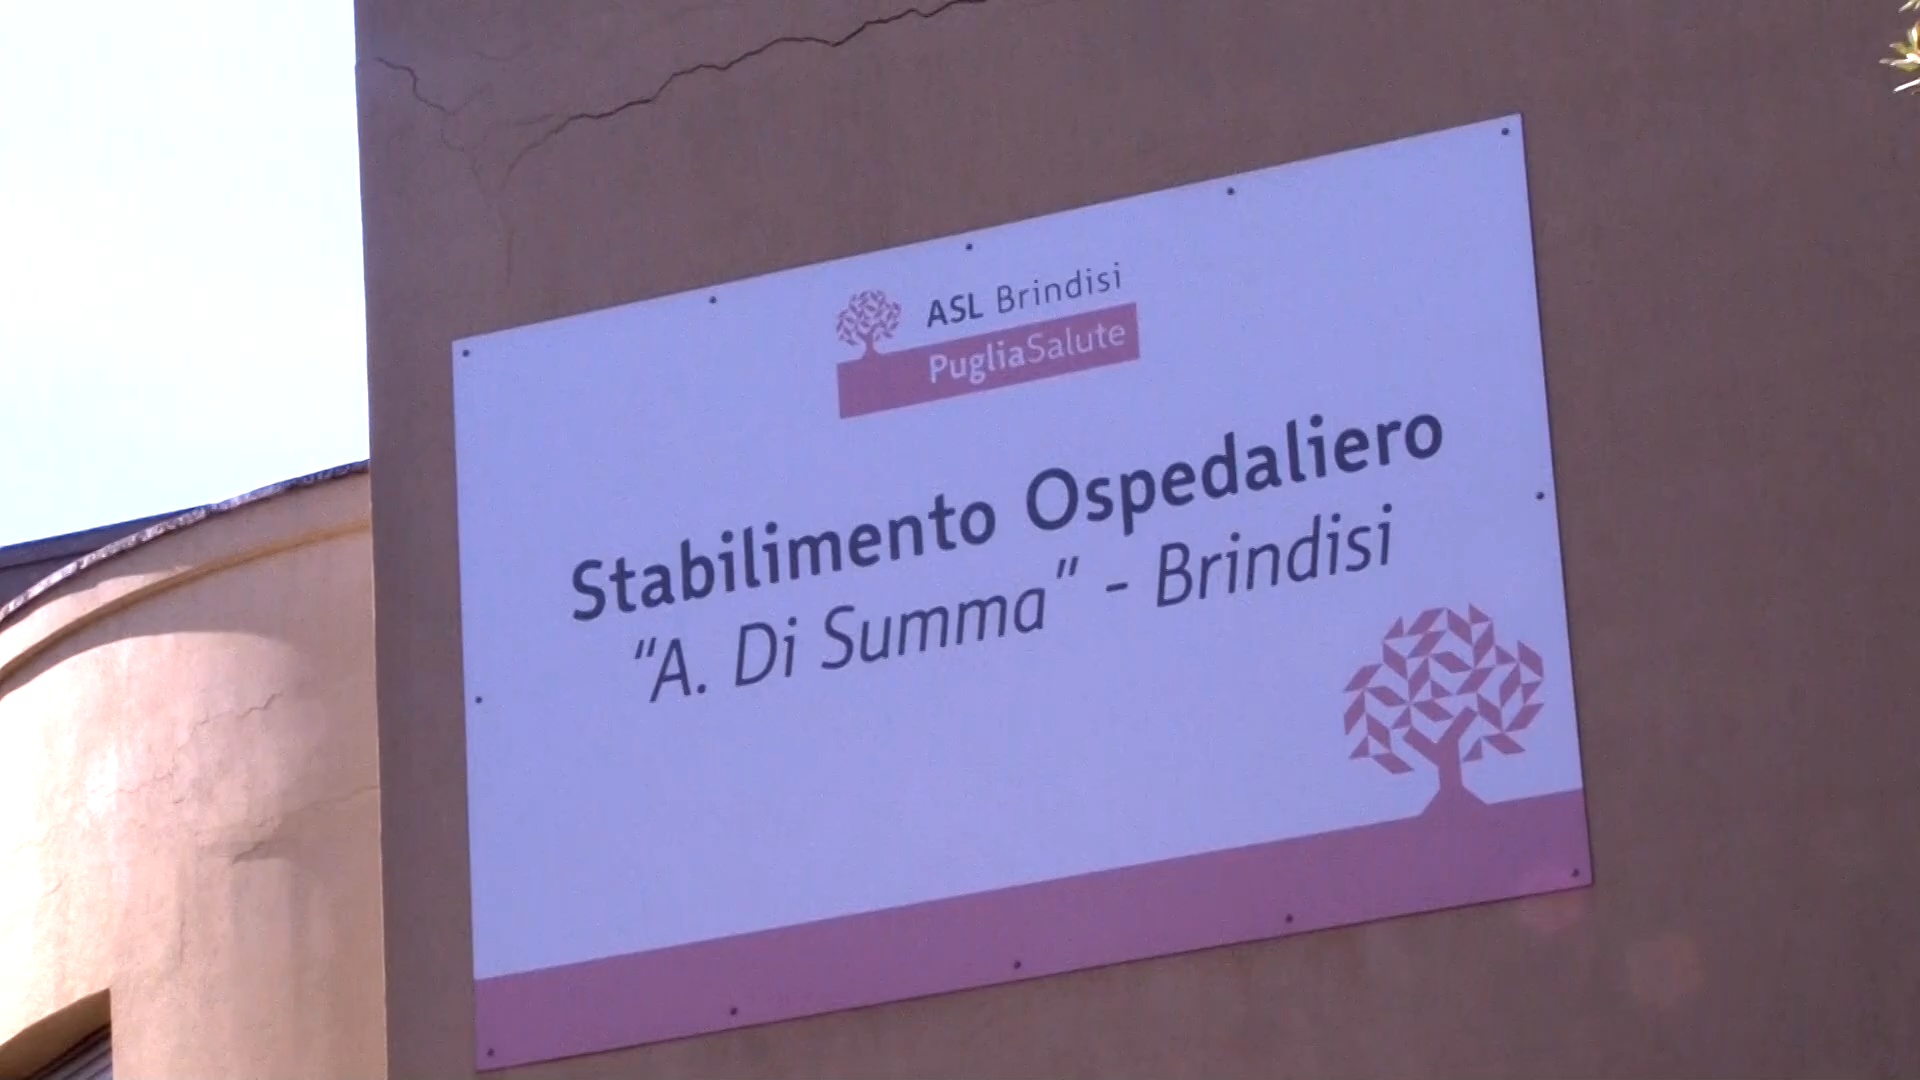 ASL Brindisi
PugliaSalute
Stabilimento Ospedaliero
“A. Di Summa” - Brindisi